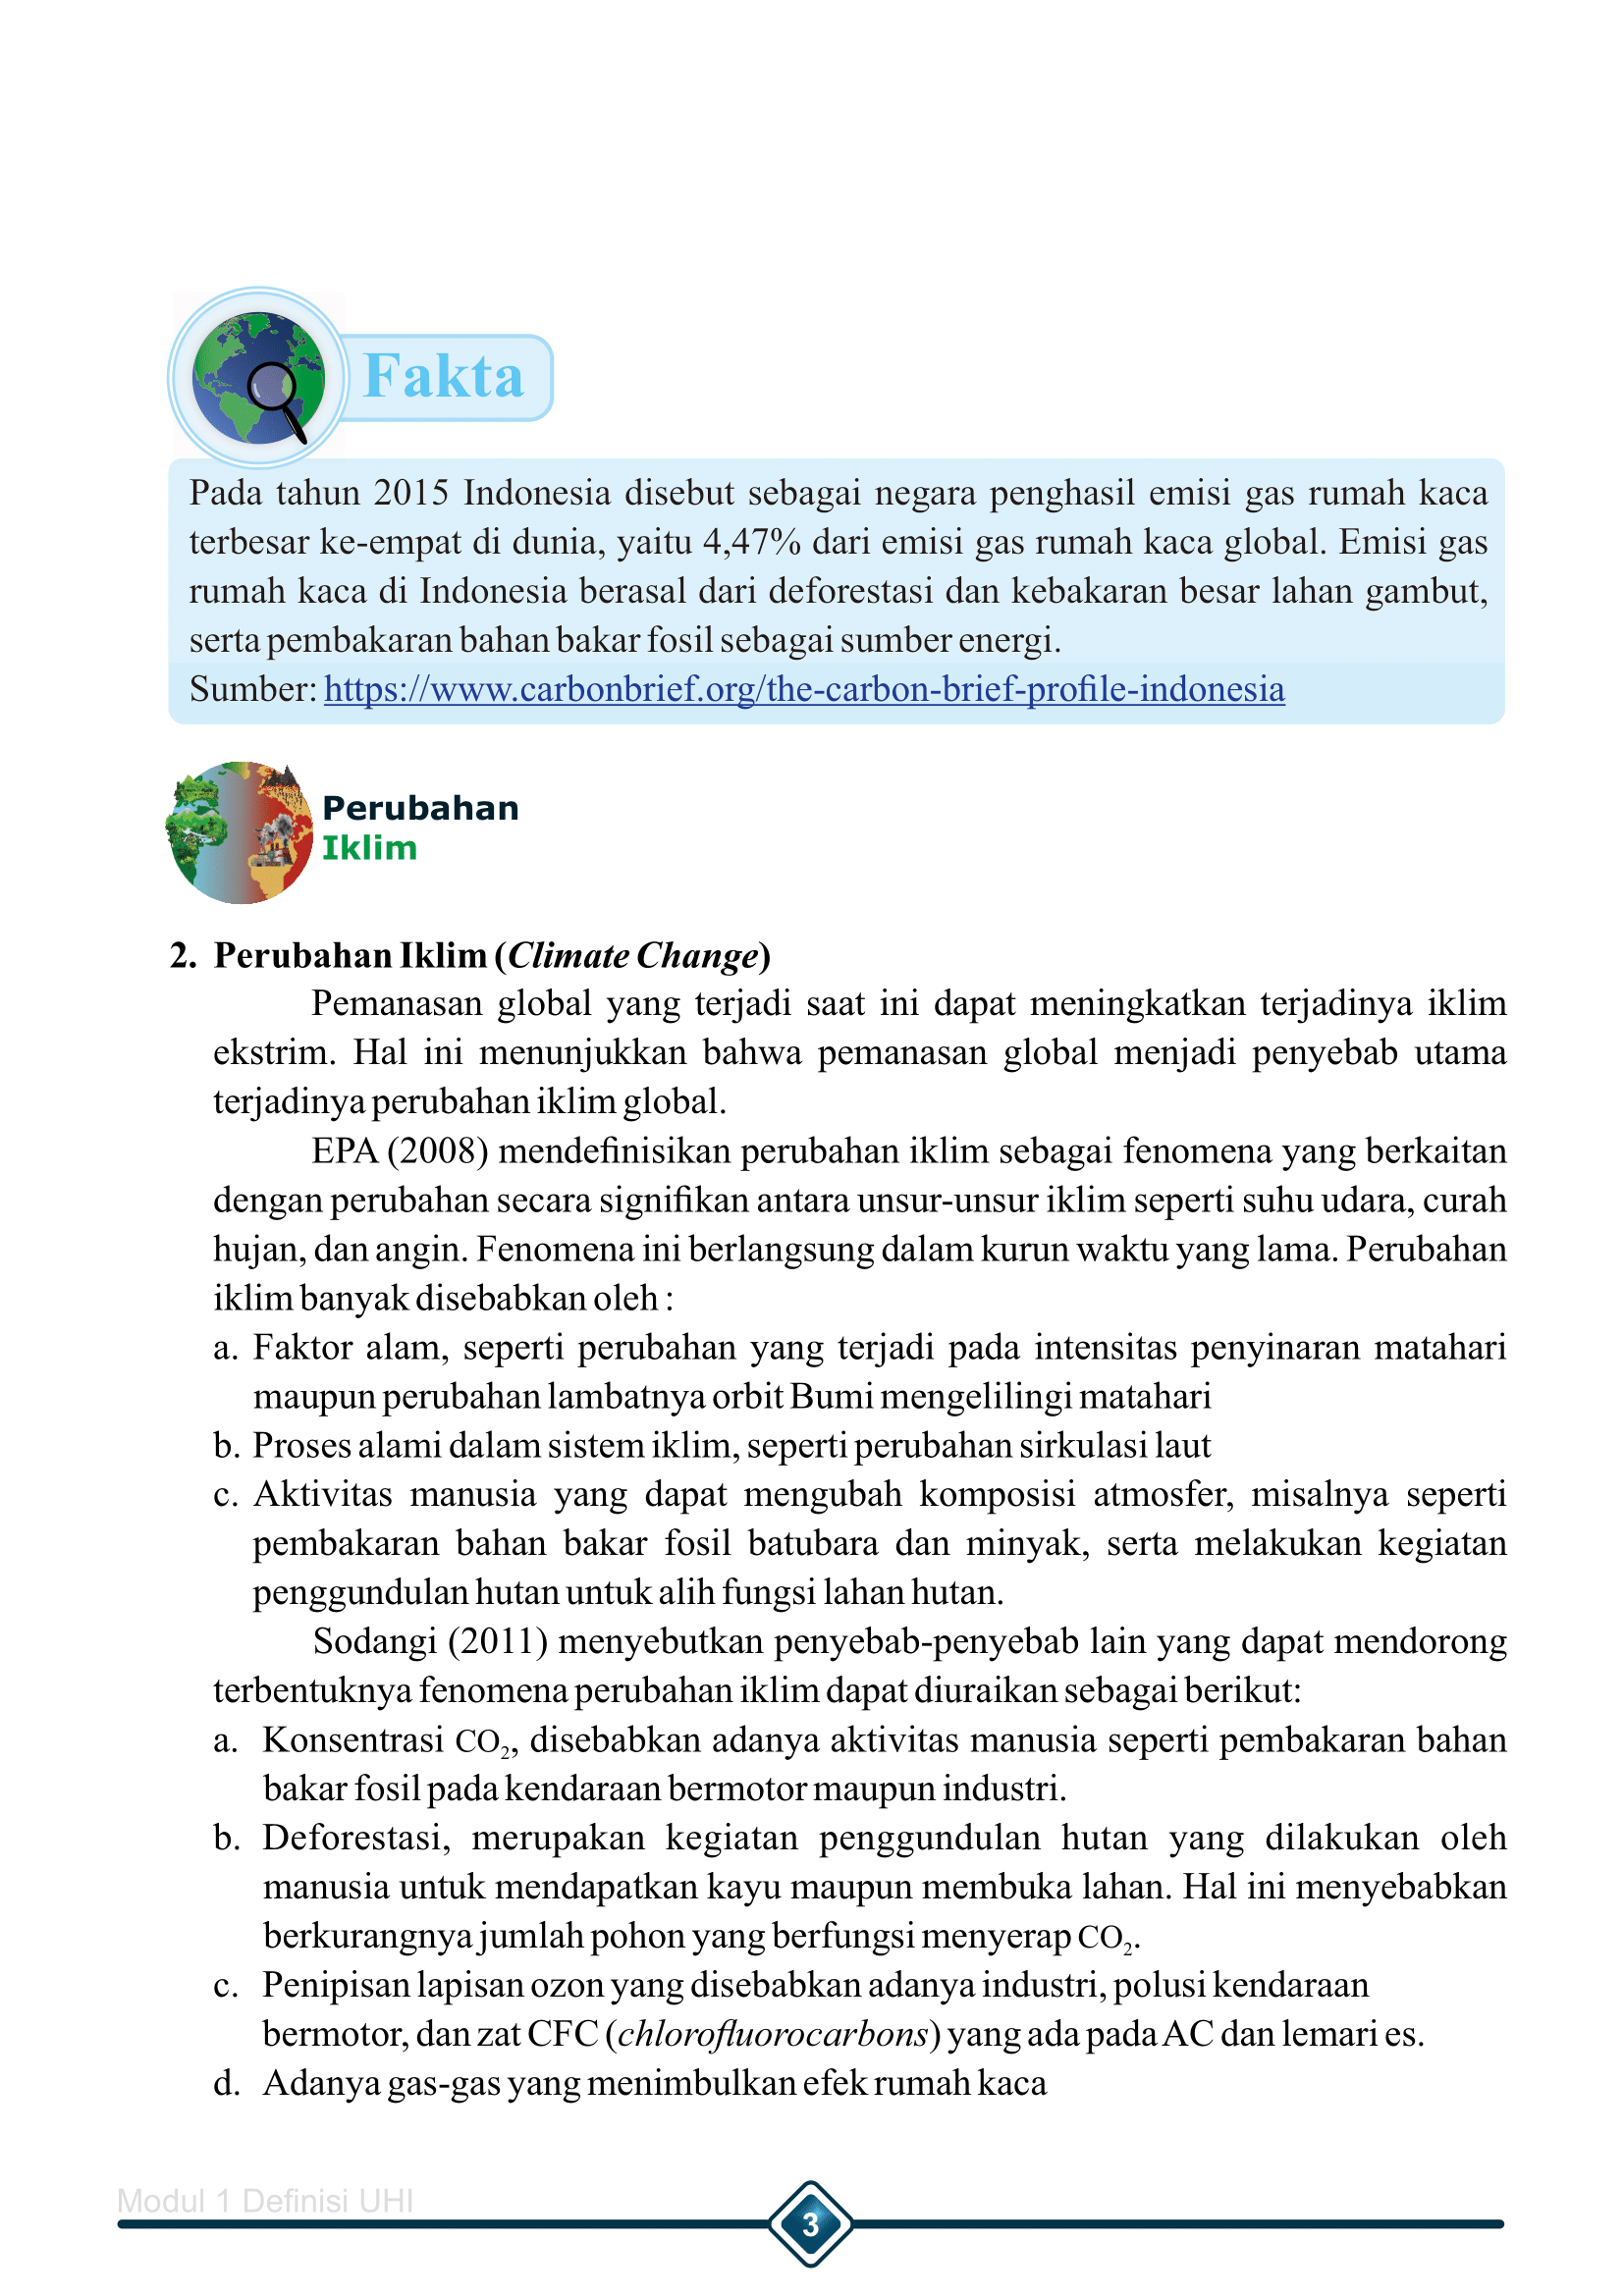 Fakta
Pada tahun 2015 Indonesia disebut sebagai negara penghasil emisi gas rumah kaca
terbesar ke-empat di dunia, yaitu 4,47% dari emisi gas rumah kaca global. Emisi gas
rumah kaca di Indonesia berasal dari deforestasi dan kebakaran besar lahan gambut,
serta pembakaran bahan bakar fosil sebagai sumber energi.
Sumber: https://www.carbonbrief.org/the-carbon-brief-profile-indonesia
Perubahan
Iklim
2. Perubahan Iklim (Climate Change)
Pemanasan global yang terjadi saat ini dapat meningkatkan terjadinya iklim
ekstrim. Hal ini menunjukkan bahwa pemanasan global menjadi penyebab utama
terjadinya perubahan iklim global.
EPA (2008) mendefinisikan perubahan iklim sebagai fenomena yang berkaitan
dengan perubahan secara signifikan antara unsur-unsur iklim seperti suhu udara, curah
hujan, dan angin. Fenomena ini berlangsung dalam kurun waktu yang lama. Perubahan
iklim banyak disebabkan oleh :
a. Faktor alam, seperti perubahan yang terjadi pada intensitas penyinaran matahari
maupun perubahan lambatnya orbit Bumi mengelilingi matahari
b. Proses alami dalam sistem iklim, seperti perubahan sirkulasi laut
c. Aktivitas manusia yang dapat mengubah komposisi atmosfer, misalnya seperti
pembakaran bahan bakar fosil batubara dan minyak, serta melakukan kegiatan
penggundulan hutan untuk alih fungsi lahan hutan.
Sodangi (2011) menyebutkan penyebab-penyebab lain yang dapat mendorong
terbentuknya fenomena perubahan iklim dapat diuraikan sebagai berikut:
a. Konsentrasi CO₂, disebabkan adanya aktivitas manusia seperti pembakaran bahan
bakar fosil pada kendaraan bermotor maupun industri.
b. Deforestasi, merupakan kegiatan penggundulan hutan yang dilakukan oleh
manusia untuk mendapatkan kayu maupun membuka lahan. Hal ini menyebabkan
berkurangnya jumlah pohon yang berfungsi menyerap CO₂.
c. Penipisan lapisan ozon yang disebabkan adanya industri, polusi kendaraan
bermotor, dan zat CFC (chlorofluorocarbons) yang ada pada AC dan lemari es.
d. Adanya gas-gas yang menimbulkan efek rumah kaca
Modul 1 Definisi UHI
3